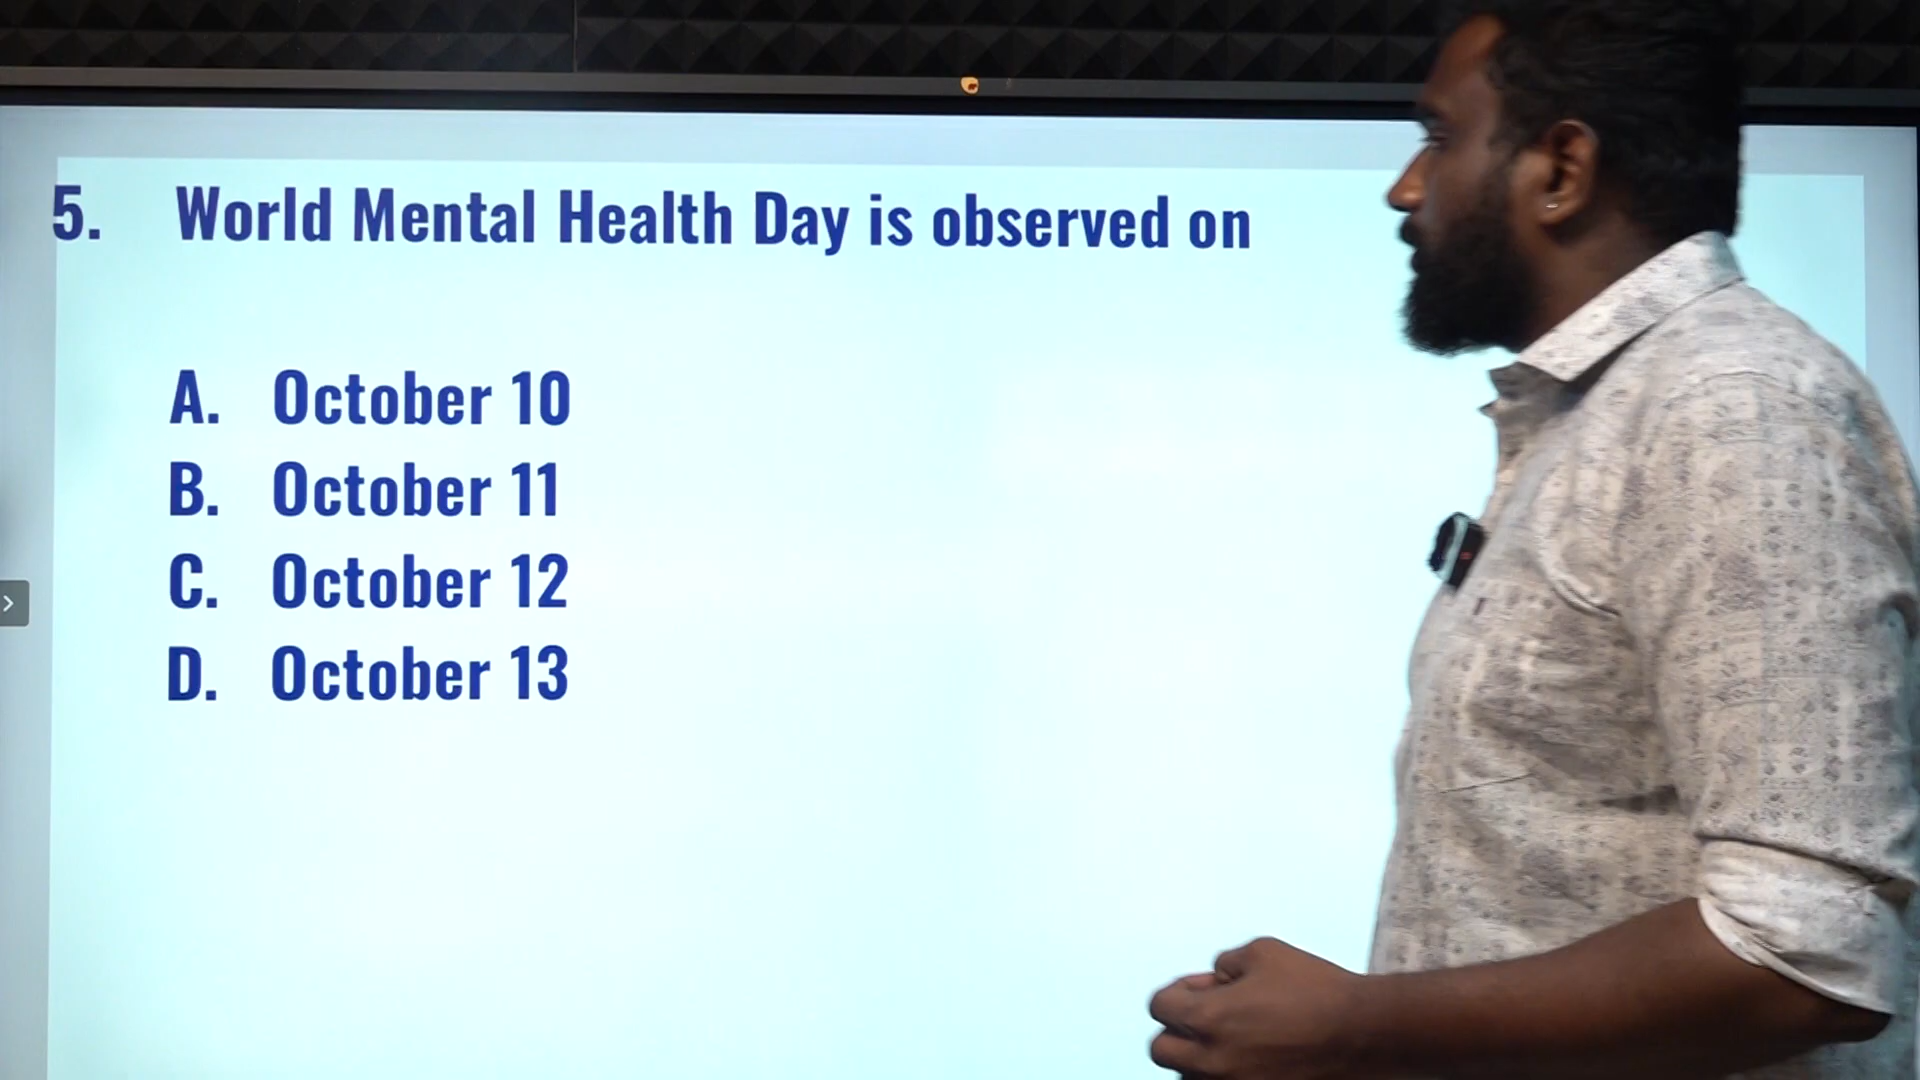 5. World Mental Health Day is observed on
A. October 10
B. October 11
C. October 12
D. October 13